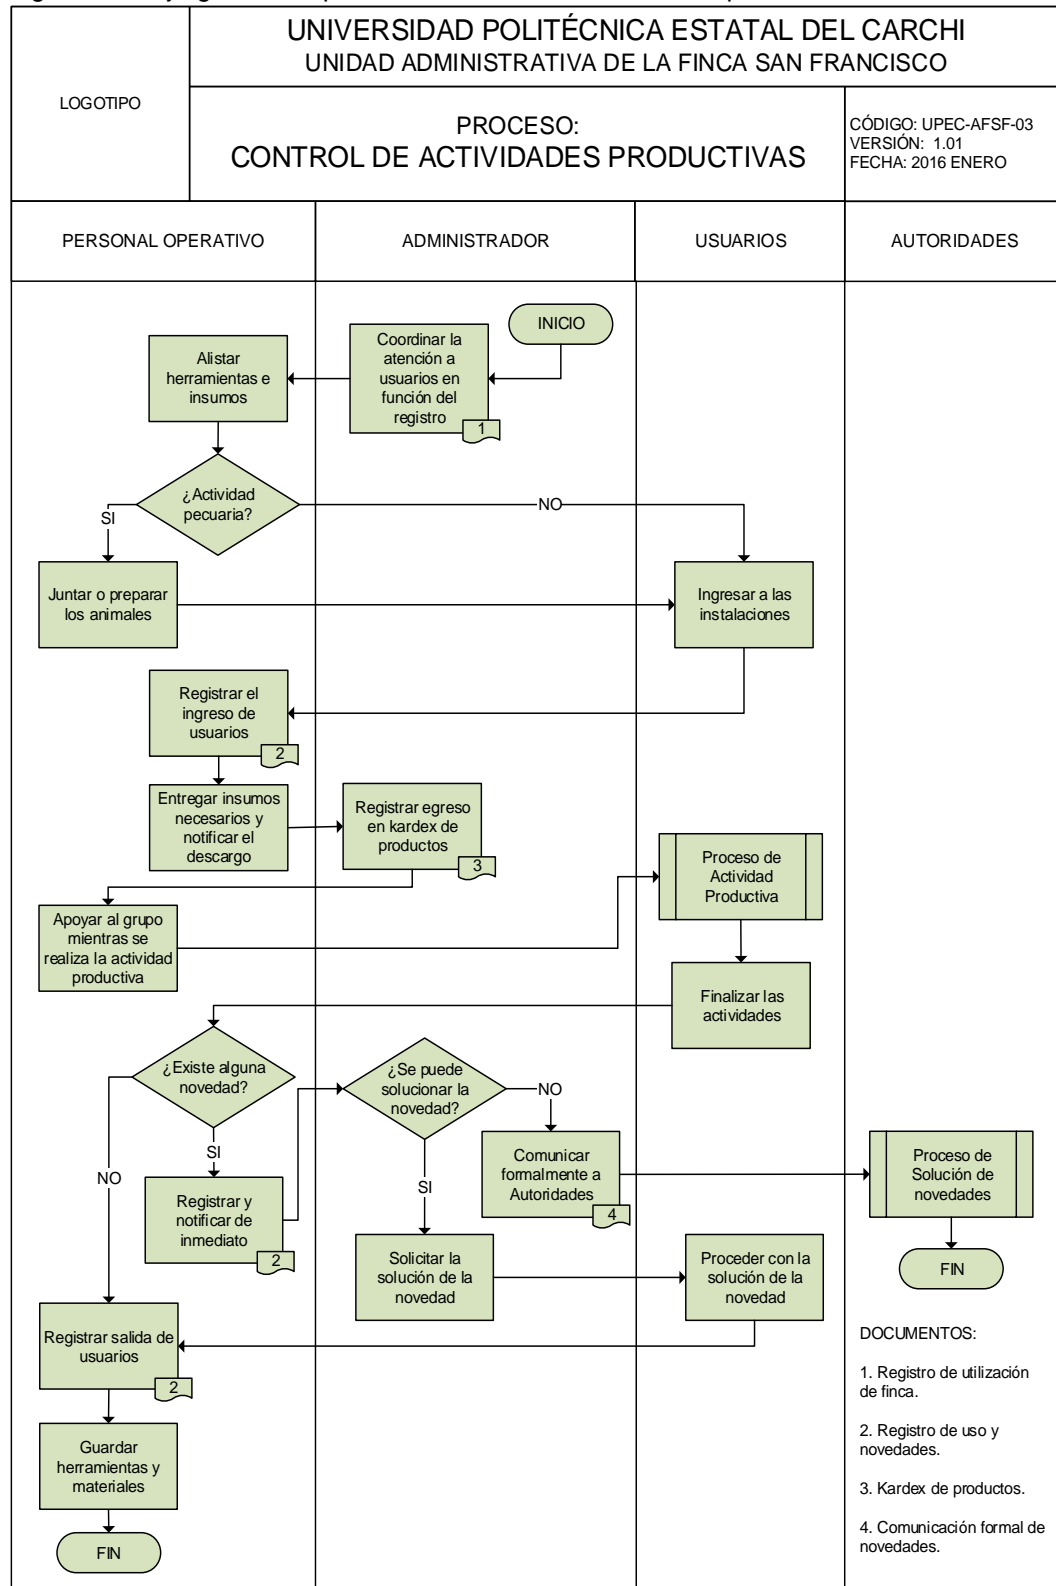 UNIVERSIDAD POLITÉCNICA ESTATAL DEL CARCHI
UNIDAD ADMINISTRATIVA DE LA FINCA SAN FRANCISCO
LOGOTIPO
PROCESO:
CONTROL DE ACTIVIDADES PRODUCTIVAS
CÓDIGO: UPEC-AFSF-03
VERSIÓN: 1.01
FECHA: 2016 ENERO
PERSONAL OPERATIVO
ADMINISTRADOR
USUARIOS
AUTORIDADES
INICIO
Coordinar la
atención a
usuarios en
función del
registro
1
Alistar
herramientas e
insumos
¿Actividad
pecuaria?
SI
NO
Juntar o preparar
los animales
Ingresar a las
instalaciones
Registrar el
ingreso de
usuarios
2
Entregar insumos
necesarios y
notificar el
descargo
Registrar egreso
en kardex de
productos
3
Proceso de
Actividad
Productiva
Apoyar al grupo
mientras se
realiza la actividad
productiva
Finalizar las
actividades
¿Existe alguna
novedad?
¿Se puede
solucionar la
novedad?
NO
SI
NO
SI
Comunicar
formalmente a
Autoridades
4
Proceso de
Solución de
novedades
Registrar y
notificar de
inmediato
2
Solicitar la
solución de la
novedad
Proceder con la
solución de la
novedad
FIN
Registrar salida de
usuarios
2
Guardar
herramientas y
materiales
FIN
DOCUMENTOS:
1. Registro de utilización
de finca.
2. Registro de uso y
novedades.
3. Kardex de productos.
4. Comunicación formal de
novedades.